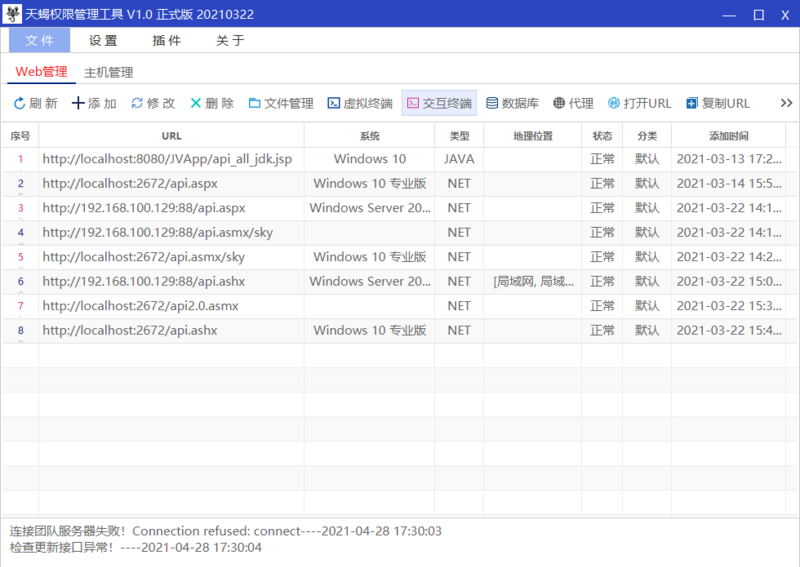 天蝎权限管理工具 V1.0 正式版 20210322
文件 设置 插件 关于
Web管理 主机管理
刷新 添加 修改 删除 文件管理 虚拟终端 交互终端 数据库 代理 打开URL 复制URL
序号 URL 系统 类型 地理位置 状态 分类 添加时间
1 http://localhost:8080/JVApp/api_all_jdk.jsp Windows 10 JAVA 正常 默认 2021-03-13 17:2...
2 http://localhost:2672/api.aspx Windows 10 专业版 NET 正常 默认 2021-03-14 15:5...
3 http://192.168.100.129:88/api.aspx Windows Server 20... NET 正常 默认 2021-03-22 14:1...
4 http://192.168.100.129:88/api.asmx/sky NET 正常 默认 2021-03-22 14:1...
5 http://localhost:2672/api.asmx/sky Windows 10 专业版 NET 正常 默认 2021-03-22 14:2...
6 http://192.168.100.129:88/api.ashx Windows Server 20... NET [局域网, 局域... 正常 默认 2021-03-22 15:0...
7 http://localhost:2672/api2.0.asmx NET 正常 默认 2021-03-22 15:3...
8 http://localhost:2672/api.ashx Windows 10 专业版 NET 正常 默认 2021-03-22 15:4...
连接团队服务器失败！Connection refused: connect----2021-04-28 17:30:03
检查更新接口异常！----2021-04-28 17:30:04